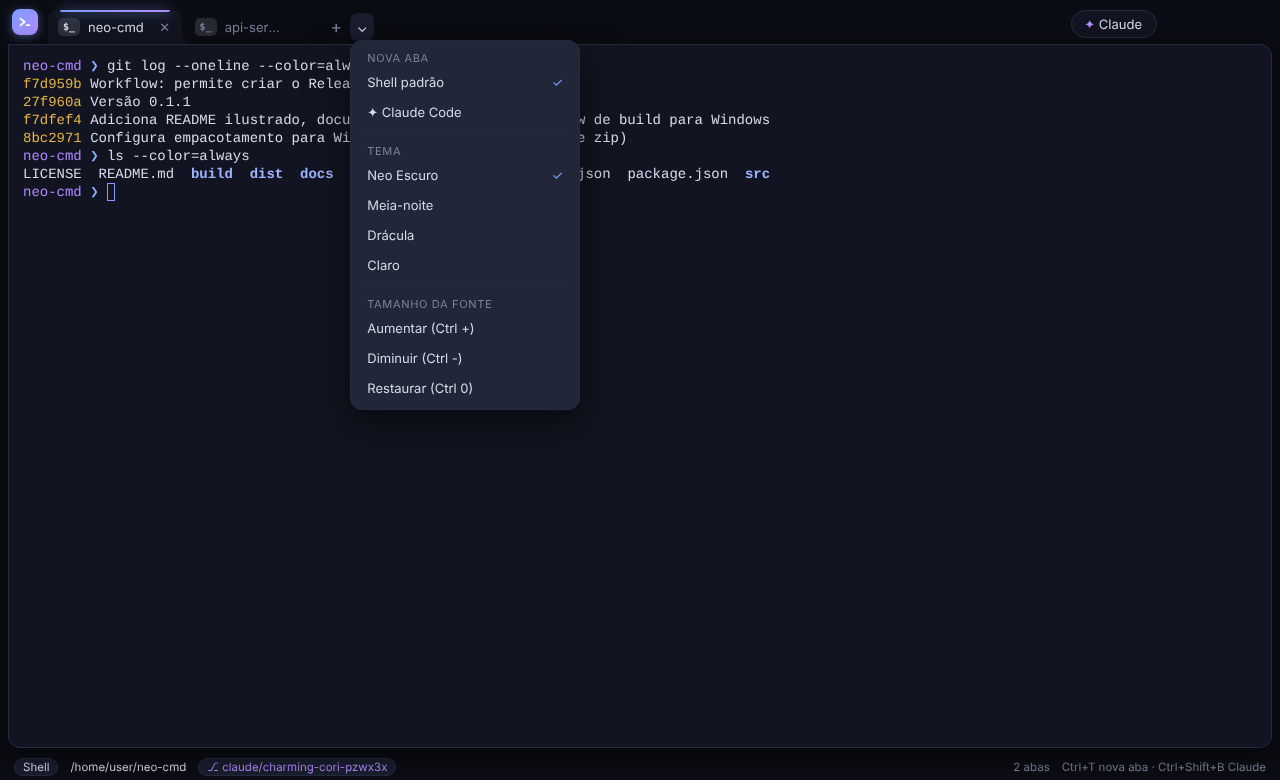 $_ neo-cmd × $_ api-ser... + ✦ Claude
neo-cmd ❯ git log --oneline --color=alw
f7d959b Workflow: permite criar o Relea
27f960a Versão 0.1.1
f7dfef4 Adiciona README ilustrado, docu w de build para Windows
8bc2971 Configura empacotamento para Wi e zip)
neo-cmd ❯ ls --color=always
LICENSE README.md build dist docs json package.json src
neo-cmd ❯
NOVA ABA
Shell padrão ✓
✦ Claude Code
TEMA
Neo Escuro ✓
Meia-noite
Drácula
Claro
TAMANHO DA FONTE
Aumentar (Ctrl +)
Diminuir (Ctrl -)
Restaurar (Ctrl 0)
Shell /home/user/neo-cmd ⎇ claude/charming-cori-pzwx3x 2 abas Ctrl+T nova aba · Ctrl+Shift+B Claude